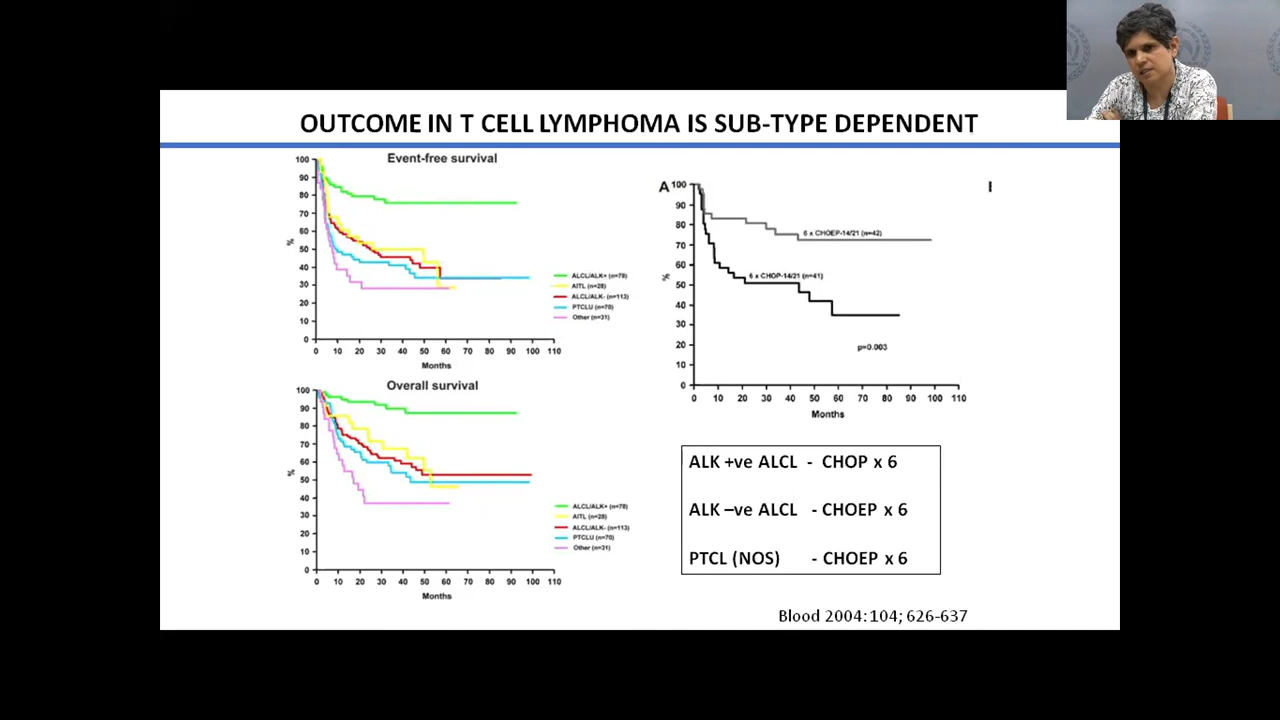 OUTCOME IN T CELL LYMPHOMA IS SUB-TYPE DEPENDENT
Event-free survival
100
90
80
70
60
50
40
30
20
10
0
%
0 10 20 30 40 50 60 70 80 90 100 110
Months
ALCL/ALK+ (n=78)
AITL (n=28)
ALCL/ALK- (n=113)
PTCLU (n=70)
Other (n=31)
Overall survival
100
90
80
70
60
50
40
30
20
10
0
%
0 10 20 30 40 50 60 70 80 90 100 110
Months
ALCL/ALK+ (n=78)
AITL (n=28)
ALCL/ALK- (n=113)
PTCLU (n=70)
Other (n=31)
A
100
90
80
70
60
50
40
30
20
10
0
%
6 x CHOEP-14/21 (n=42)
6 x CHOP-14/21 (n=41)
p=0.003
0 10 20 30 40 50 60 70 80 90 100 110
Months
ALK +ve ALCL - CHOP x 6
ALK –ve ALCL - CHOEP x 6
PTCL (NOS) - CHOEP x 6
Blood 2004:104; 626-637